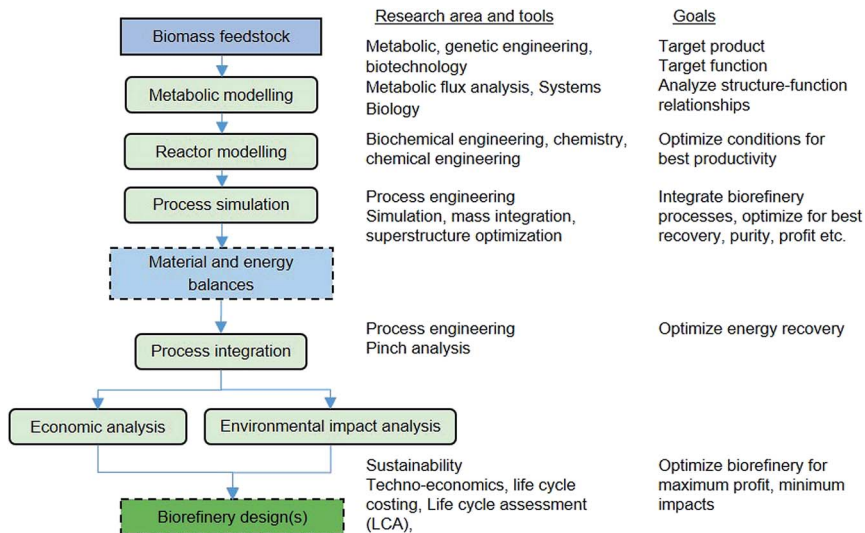 Research area and tools
Goals
Biomass feedstock
Metabolic, genetic engineering,
biotechnology
Metabolic flux analysis, Systems
Biology
Target product
Target function
Analyze structure-function
relationships
Metabolic modelling
Reactor modelling
Biochemical engineering, chemistry,
chemical engineering
Optimize conditions for
best productivity
Process simulation
Process engineering
Simulation, mass integration,
superstructure optimization
Integrate biorefinery
processes, optimize for best
recovery, purity, profit etc.
Material and energy
balances
Process integration
Process engineering
Pinch analysis
Optimize energy recovery
Economic analysis
Environmental impact analysis
Sustainability
Techno-economics, life cycle
costing, Life cycle assessment
(LCA),
Optimize biorefinery for
maximum profit, minimum
impacts
Biorefinery design(s)